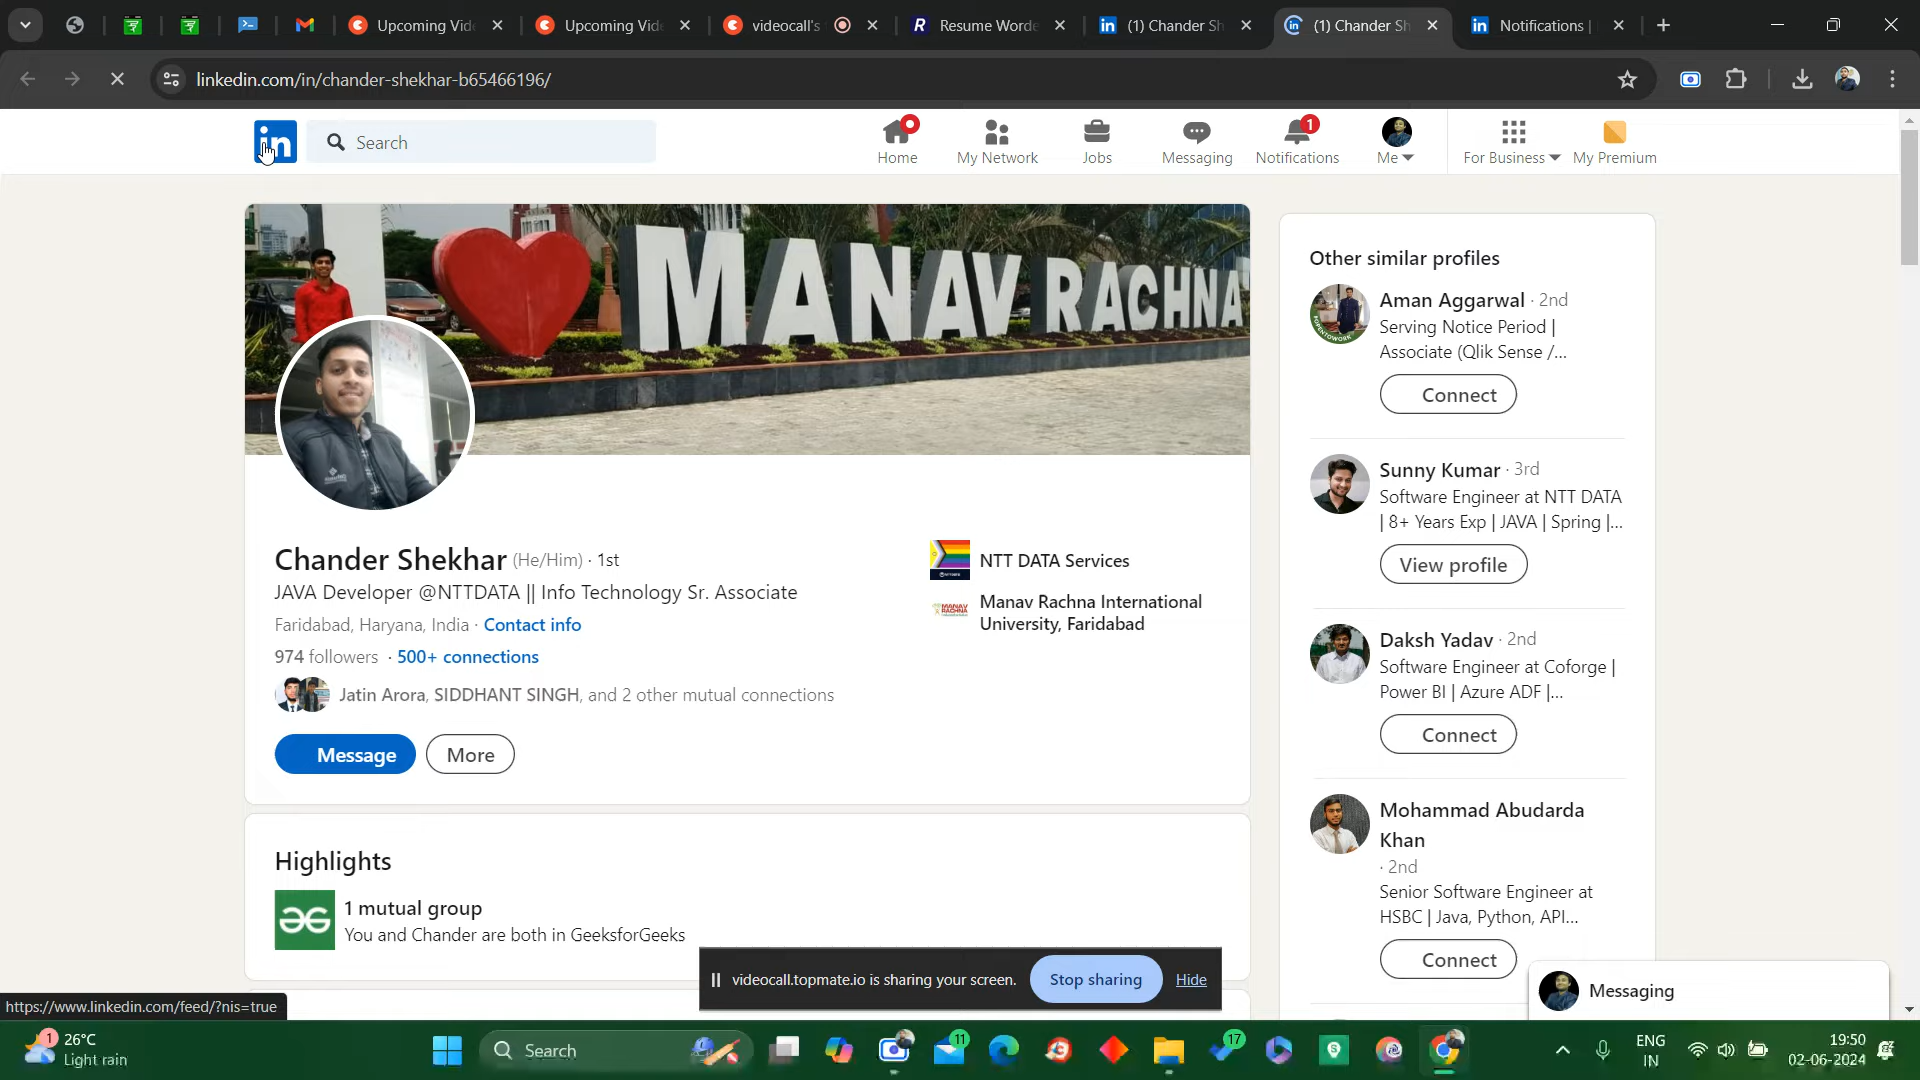 Upcoming Vid
Upcoming Vid
videocall's
Resume Worde
(1) Chander Sh
(1) Chander Sh
Notifications |
linkedin.com/in/chander-shekhar-b65466196/
in
Search
Home
My Network
Jobs
Messaging
1
Notifications
Me
For Business
My Premium
MANAV RACHNA
Chander Shekhar (He/Him) · 1st
JAVA Developer @NTTDATA || Info Technology Sr. Associate
Faridabad, Haryana, India · Contact info
974 followers · 500+ connections
Jatin Arora, SIDDHANT SINGH, and 2 other mutual connections
Message
More
NTT DATA Services
MANAV RACHNA
Manav Rachna International
University, Faridabad
Highlights
1 mutual group
You and Chander are both in GeeksforGeeks
Other similar profiles
Aman Aggarwal · 2nd
Serving Notice Period |
Associate (Qlik Sense /...
Connect
Sunny Kumar · 3rd
Software Engineer at NTT DATA
| 8+ Years Exp | JAVA | Spring |...
View profile
Daksh Yadav · 2nd
Software Engineer at Coforge |
Power BI | Azure ADF |...
Connect
Mohammad Abudarda
Khan
· 2nd
Senior Software Engineer at
HSBC | Java, Python, API...
Connect
Messaging
videocall.topmate.io is sharing your screen.
Stop sharing
Hide
https://www.linkedin.com/feed/?nis=true
1
26°C
Light rain
Search
11
17
ENG
IN
19:50
02-06-2024